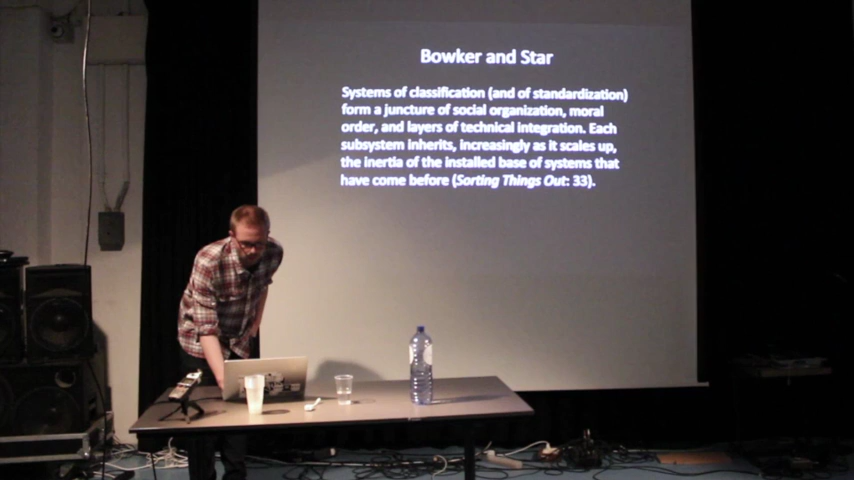 Bowker and Star
Systems of classification (and of standardization)
form a juncture of social organization, moral
order, and layers of technical integration. Each
subsystem inherits, increasingly as it scales up,
the inertia of the installed base of systems that
have come before (Sorting Things Out: 33).